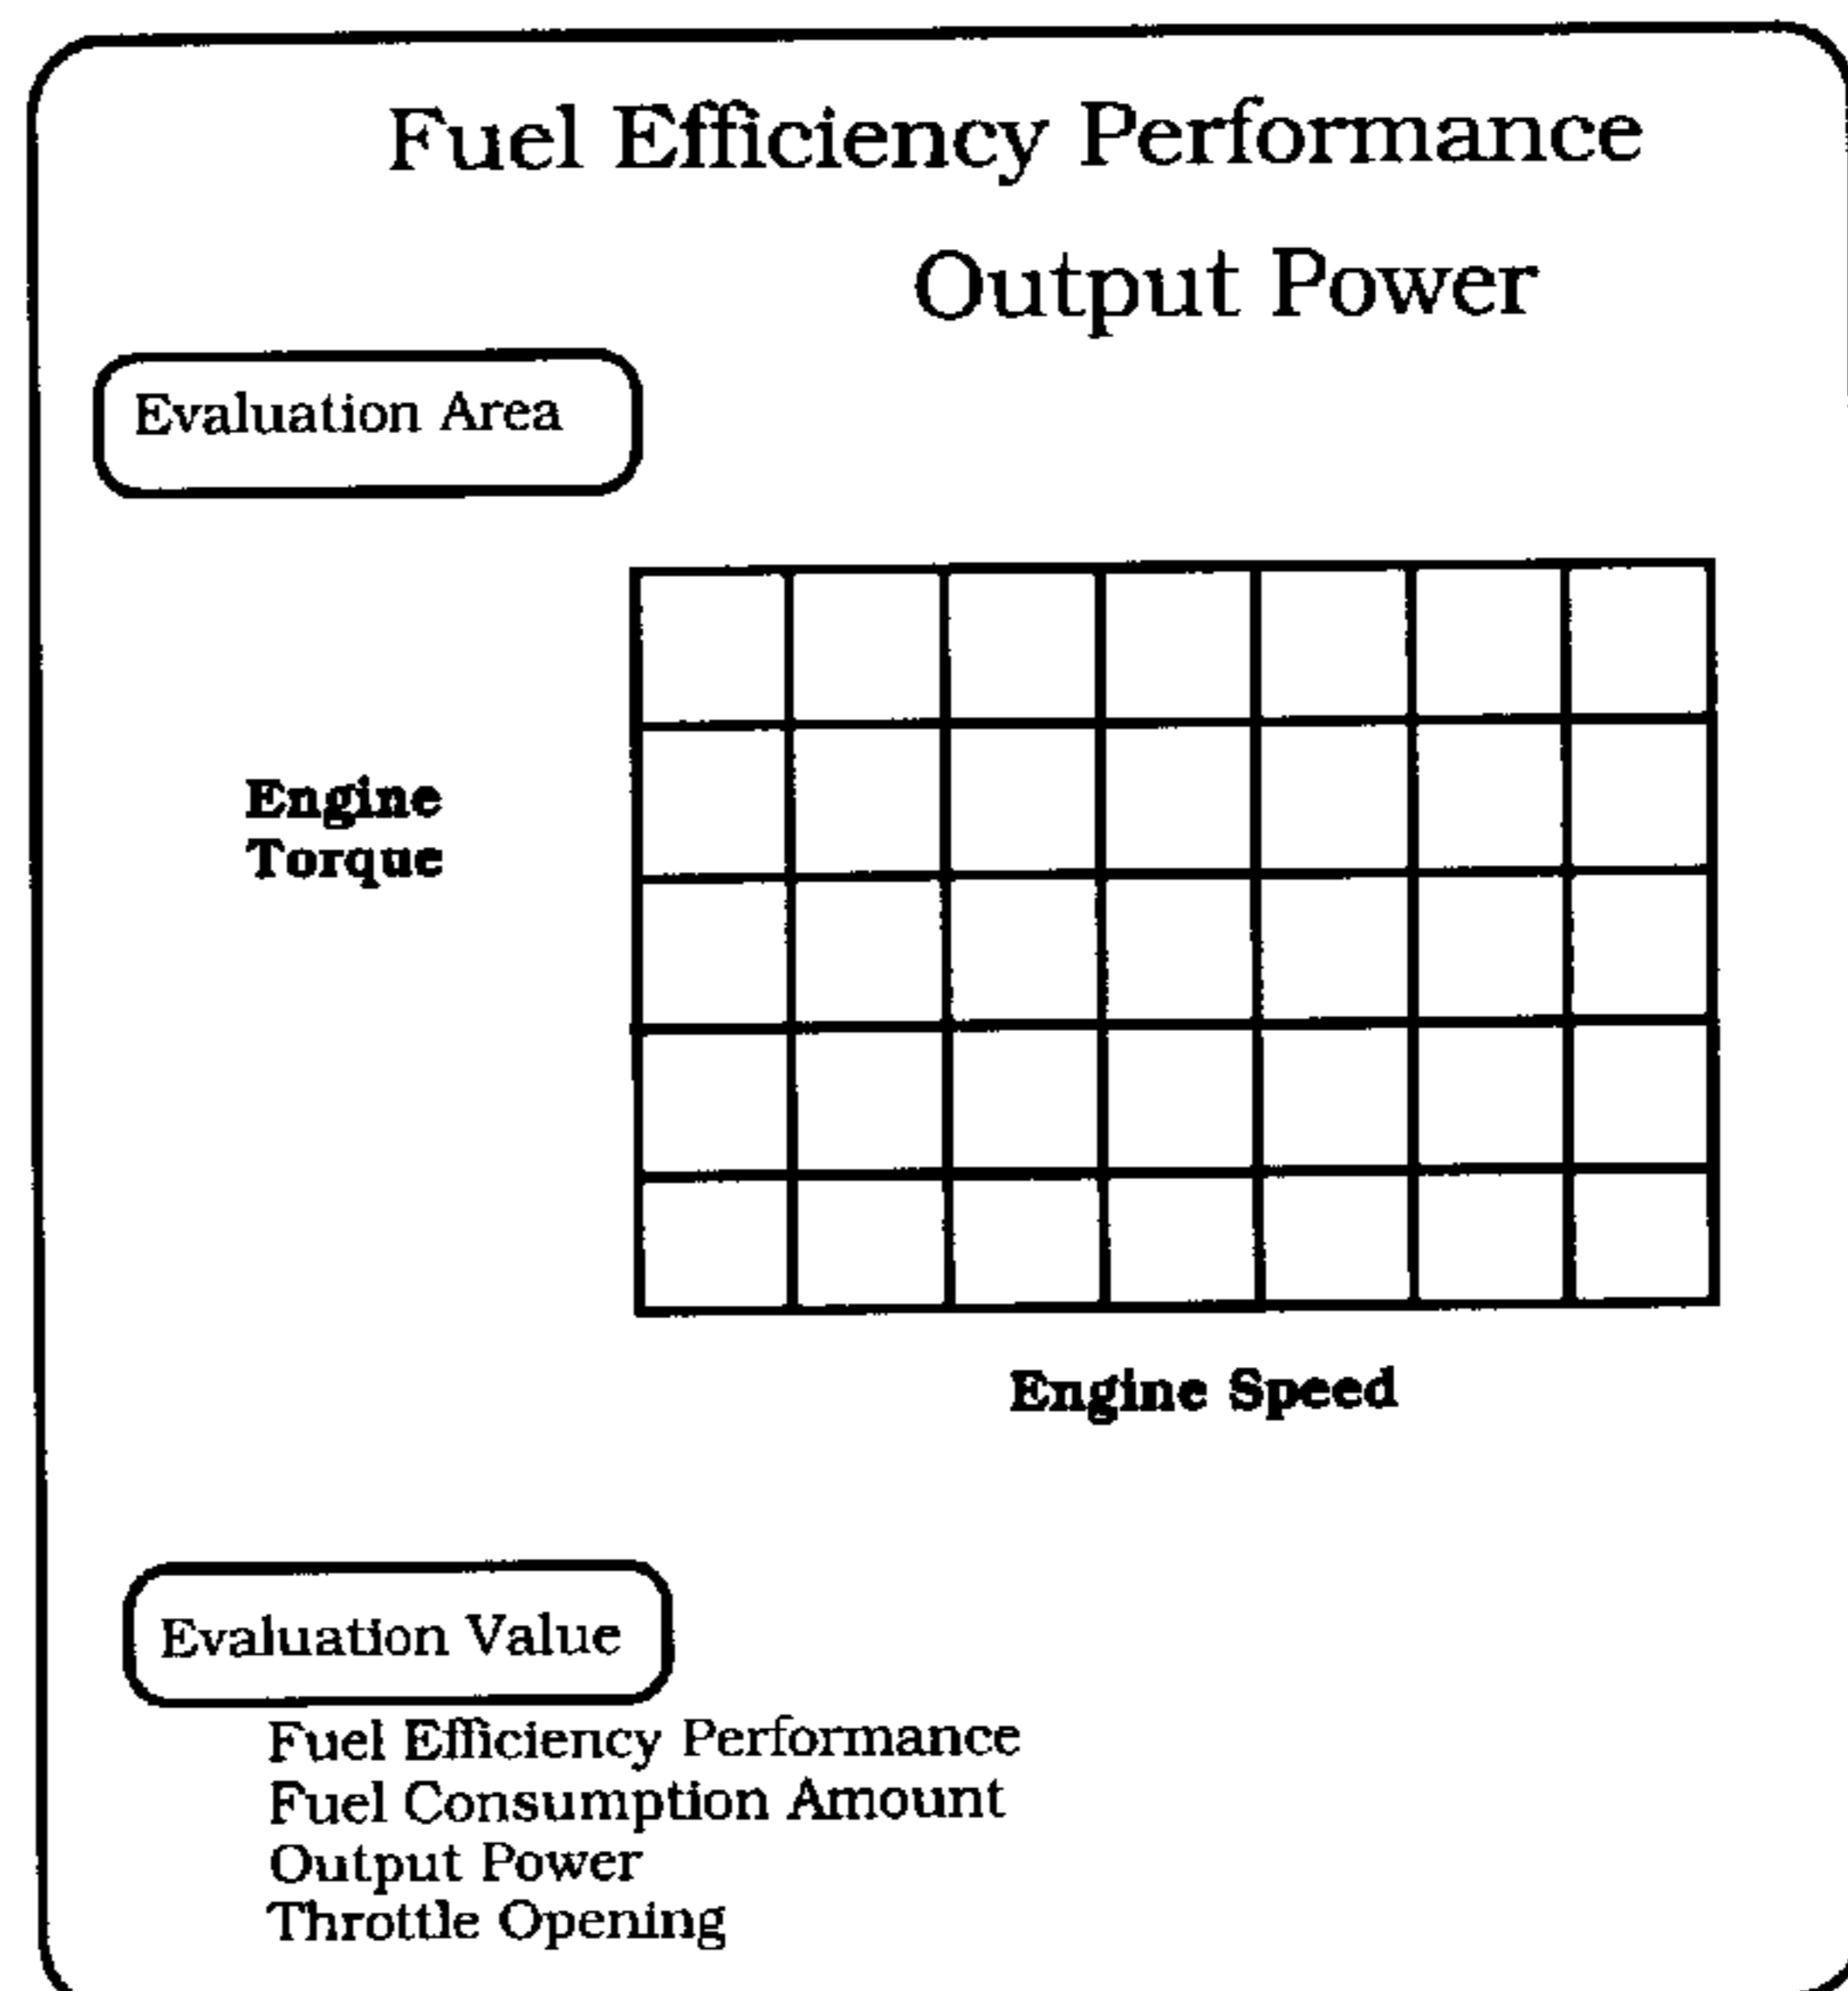 Fuel Efficiency Performance
Output Power
Evaluation Area
Engine
Torque
Engine Speed
Evaluation Value
Fuel Efficiency Performance
Fuel Consumption Amount
Output Power
Throttle Opening